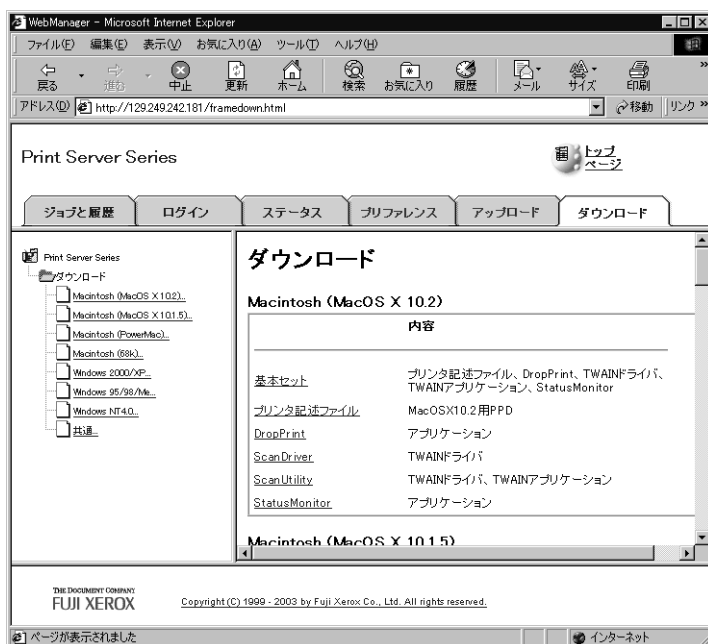 WebManager - Microsoft Internet Explorer
ファイル(F) 編集(E) 表示(V) お気に入り(A) ツール(T) ヘルプ(H)
戻る 進む 中止 更新 ホーム 検索 お気に入り 履歴 メール サイズ 印刷 »
アドレス(D) http://129.249.242.181/framedown.html 移動 リンク »
Print Server Series
トップ
ページ
ジョブと履歴 ログイン ステータス プリファレンス アップロード ダウンロード
Print Server Series
ダウンロード
Macintosh (MacOS X 10.2)...
Macintosh (MacOS X 10.1.5)...
Macintosh (PowerMac)...
Macintosh (68k)...
Windows 2000/XP...
Windows 95/98/Me...
Windows NT4.0...
共通...
ダウンロード
Macintosh (MacOS X 10.2)
内容
基本セット プリンタ記述ファイル、DropPrint、TWAINドライバ、
TWAINアプリケーション、StatusMonitor
プリンタ記述ファイル MacOSX10.2用PPD
DropPrint アプリケーション
ScanDriver TWAINドライバ
ScanUtility TWAINドライバ、TWAINアプリケーション
StatusMonitor アプリケーション
Macintosh (MacOS X 10.1.5)
THE DOCUMENT COMPANY
FUJI XEROX
Copyright (C) 1999 - 2003 by Fuji Xerox Co., Ltd. All rights reserved.
ページが表示されました インターネット